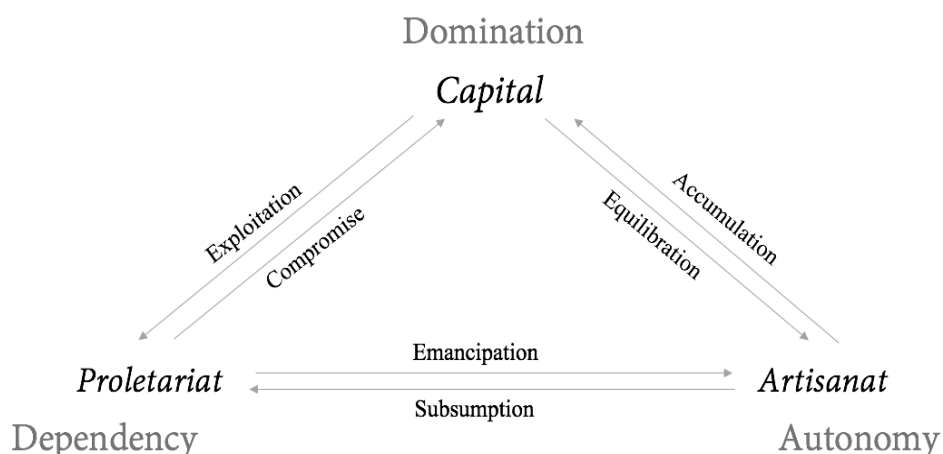 Domination
Capital
Exploitation
Compromise
Equilibration
Accumulation
Emancipation
Proletariat
Artisanat
Subsumption
Dependency
Autonomy